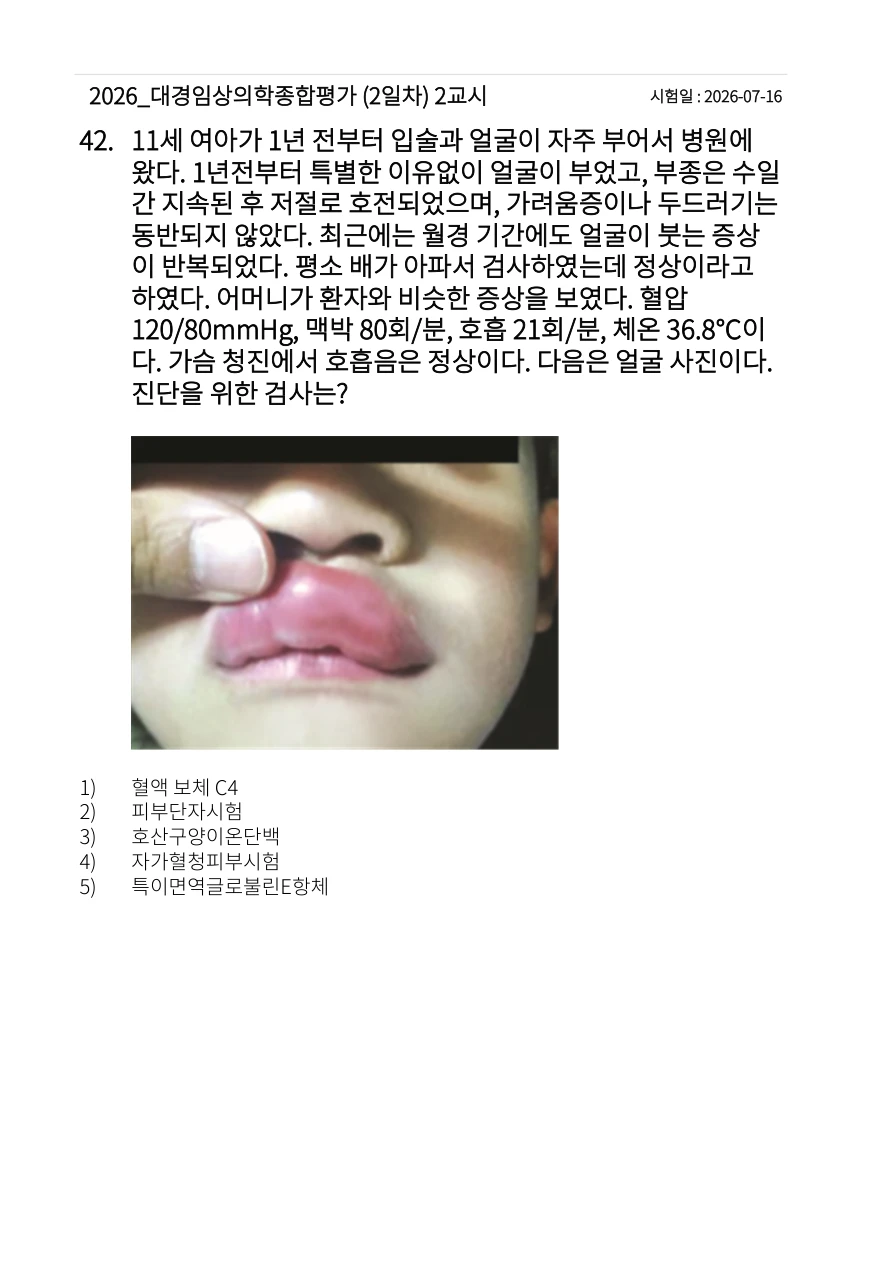 2026_대경임상의학종합평가 (2일차) 2교시
시험일 : 2026-07-16
42. 11세 여아가 1년 전부터 입술과 얼굴이 자주 부어서 병원에
왔다. 1년전부터 특별한 이유없이 얼굴이 부었고, 부종은 수일
간 지속된 후 저절로 호전되었으며, 가려움증이나 두드러기는
동반되지 않았다. 최근에는 월경 기간에도 얼굴이 붓는 증상
이 반복되었다. 평소 배가 아파서 검사하였는데 정상이라고
하였다. 어머니가 환자와 비슷한 증상을 보였다. 혈압
120/80mmHg, 맥박 80회/분, 호흡 21회/분, 체온 36.8°C이
다. 가슴 청진에서 호흡음은 정상이다. 다음은 얼굴 사진이다.
진단을 위한 검사는?
1) 혈액 보체 C4
2) 피부단자시험
3) 호산구양이온단백
4) 자가혈청피부시험
5) 특이면역글로불린E항체